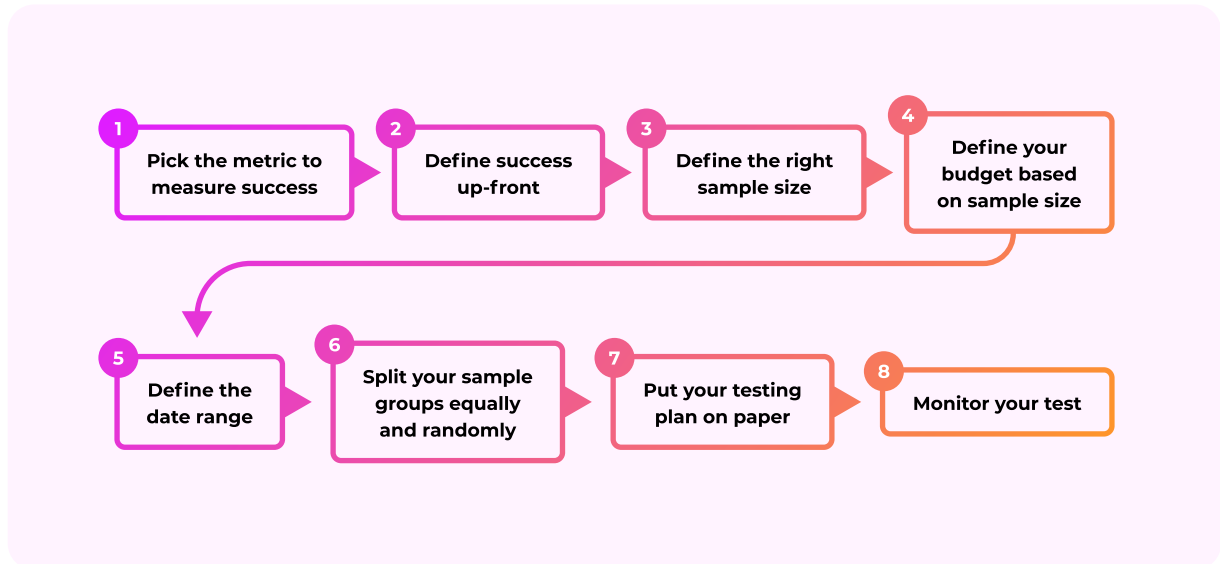 1
Pick the metric to
measure success
2
Define success
up-front
3
Define the right
sample size
4
Define your
budget based
on sample size
5
Define the
date range
6
Split your sample
groups equally
and randomly
7
Put your testing
plan on paper
8
Monitor your test